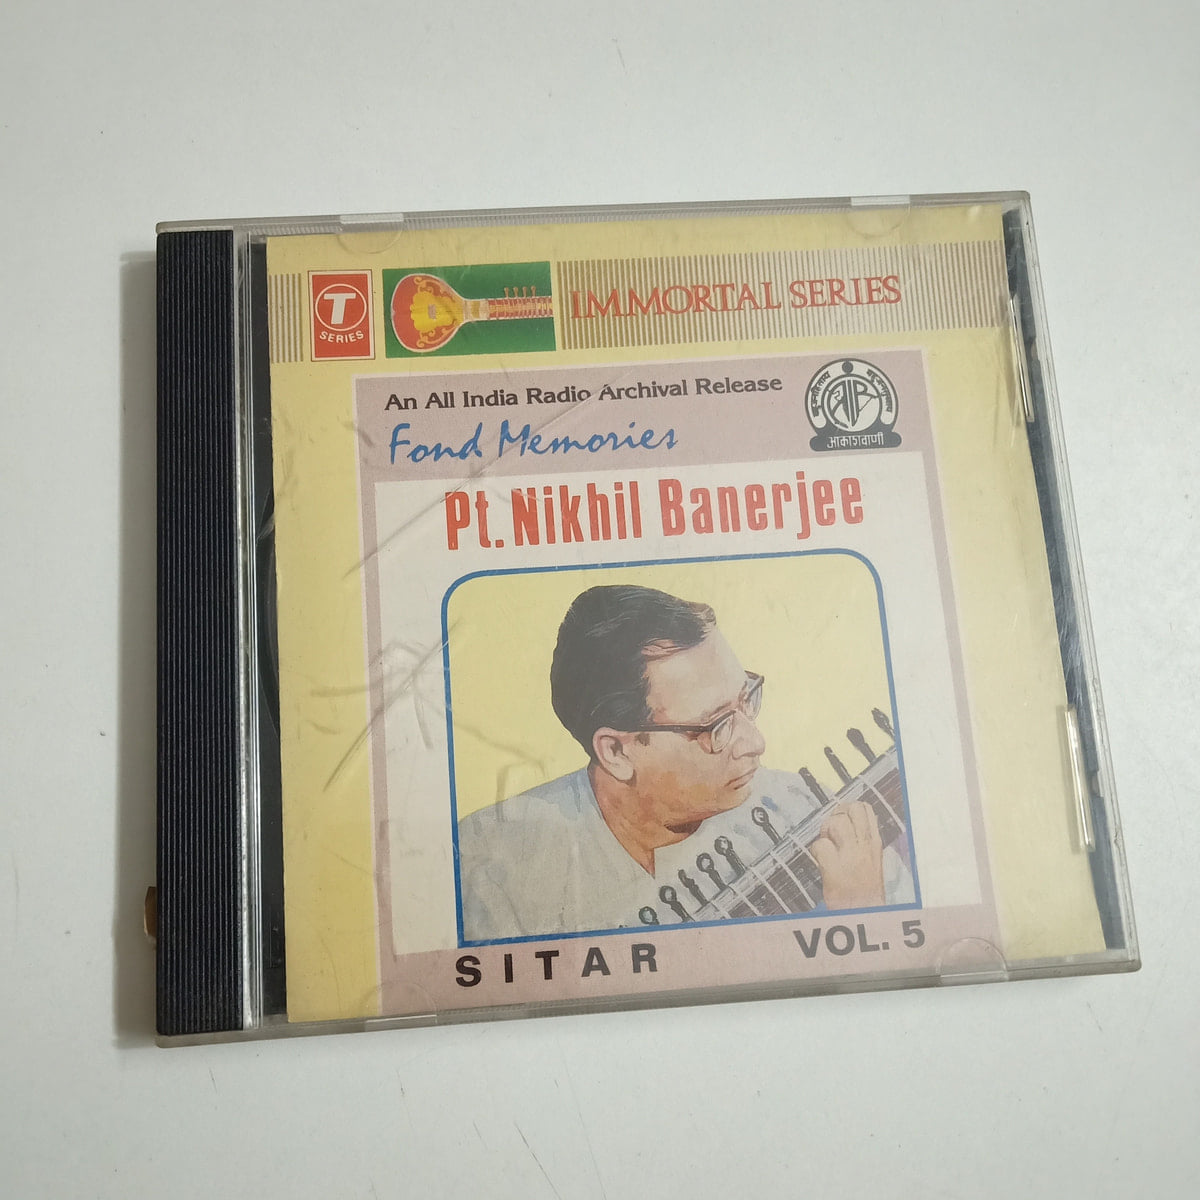 T
SERIES
IMMORTAL SERIES
An All India Radio Archival Release
Fond Memories
आकाशवाणी
Pt. Nikhil Banerjee
SITAR
VOL. 5